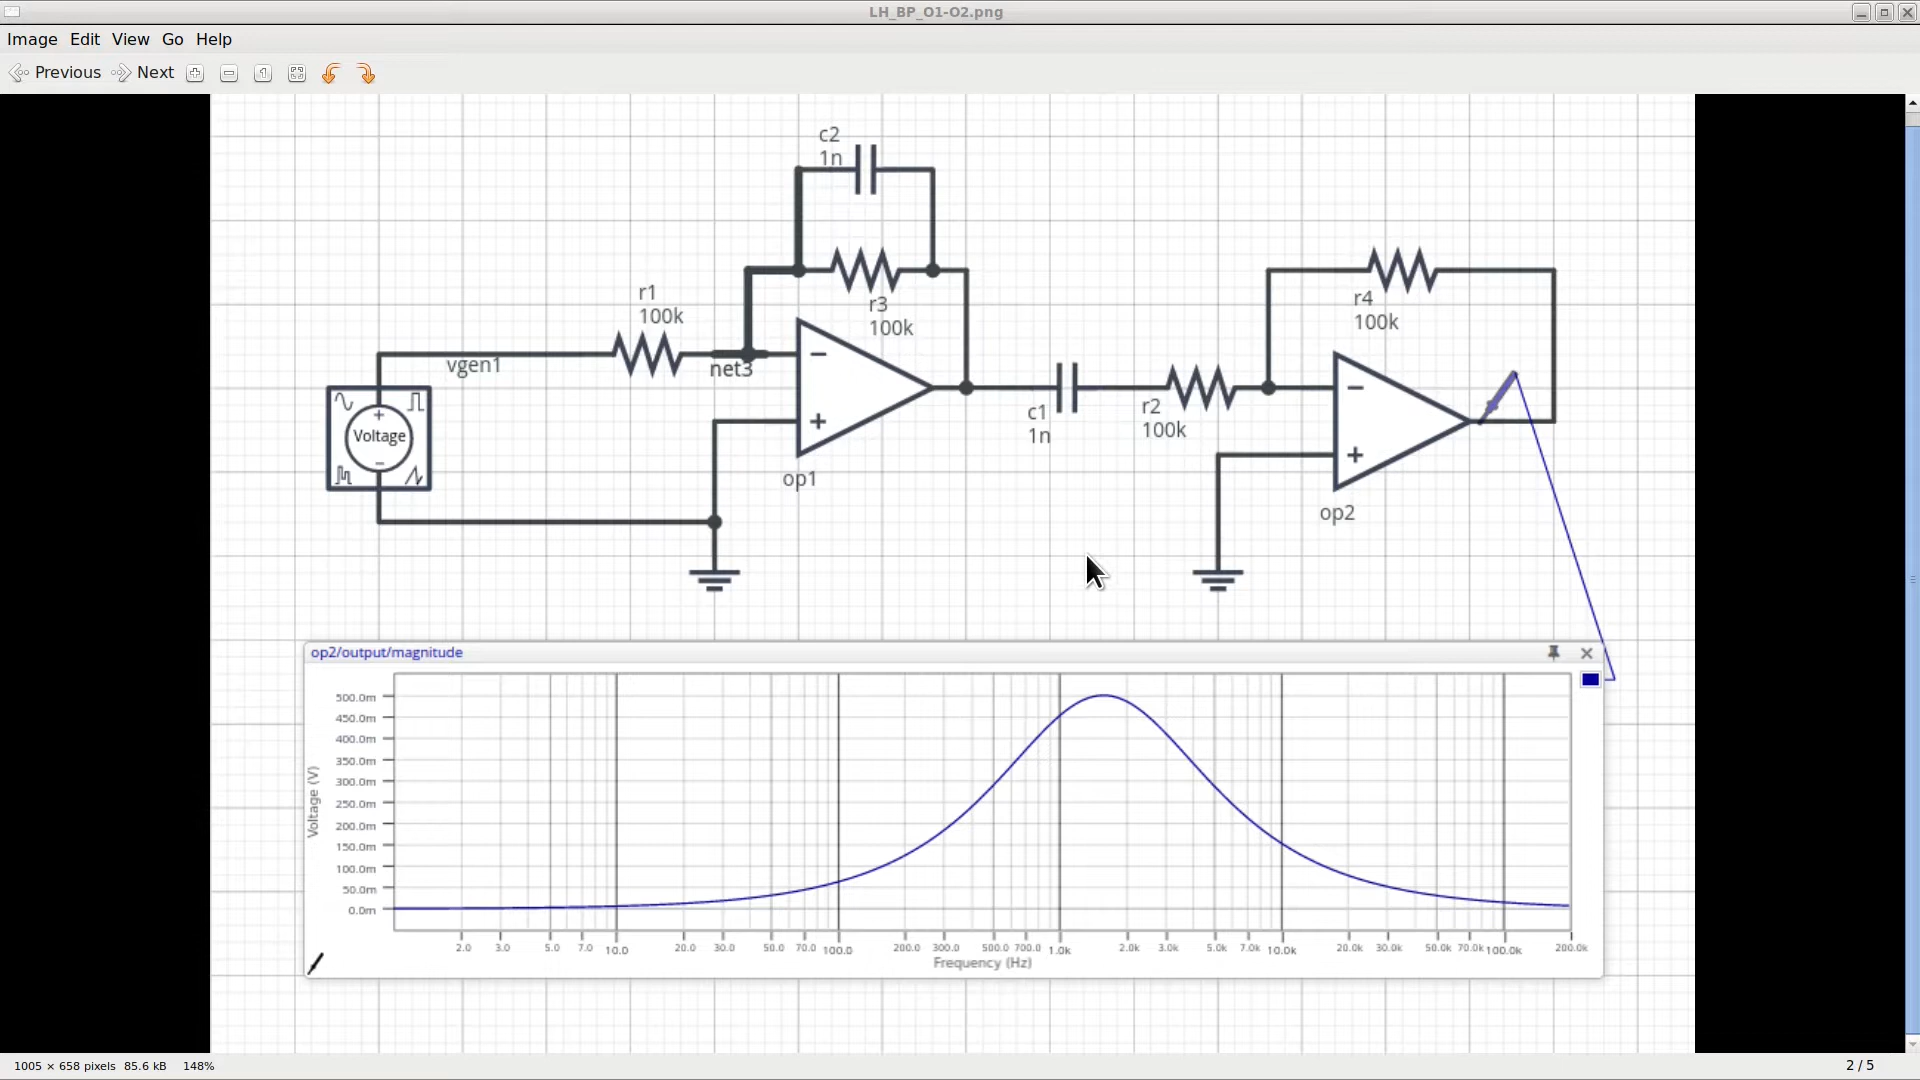 LH_BP_O1-O2.png
Image Edit View Go Help
Previous Next
c2
1n
r1
100k
r3
100k
r4
100k
vgen1
net3
Voltage
c1
1n
r2
100k
op1
op2
op2/output/magnitude
500.0m
450.0m
400.0m
350.0m
300.0m
250.0m
200.0m
150.0m
100.0m
50.0m
0.0m
Voltage (V)
2.0 3.0 5.0 7.0 10.0 20.0 30.0 50.0 70.0 100.0 200.0 300.0 500.0 700.0 1.0k 2.0k 3.0k 5.0k 7.0k 10.0k 20.0k 30.0k 50.0k 70.0k 100.0k 200.0k
Frequency (Hz)
1005 × 658 pixels 85.6 kB 148% 2 / 5